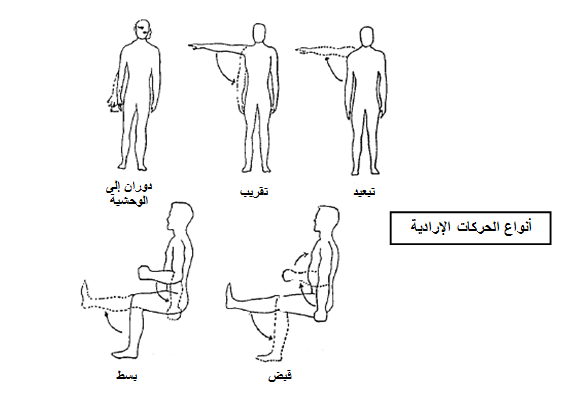 تبعيد
تقريب
دوران إلى
الوحشية
أنواع الحركات الإرادية
قبض
بسط